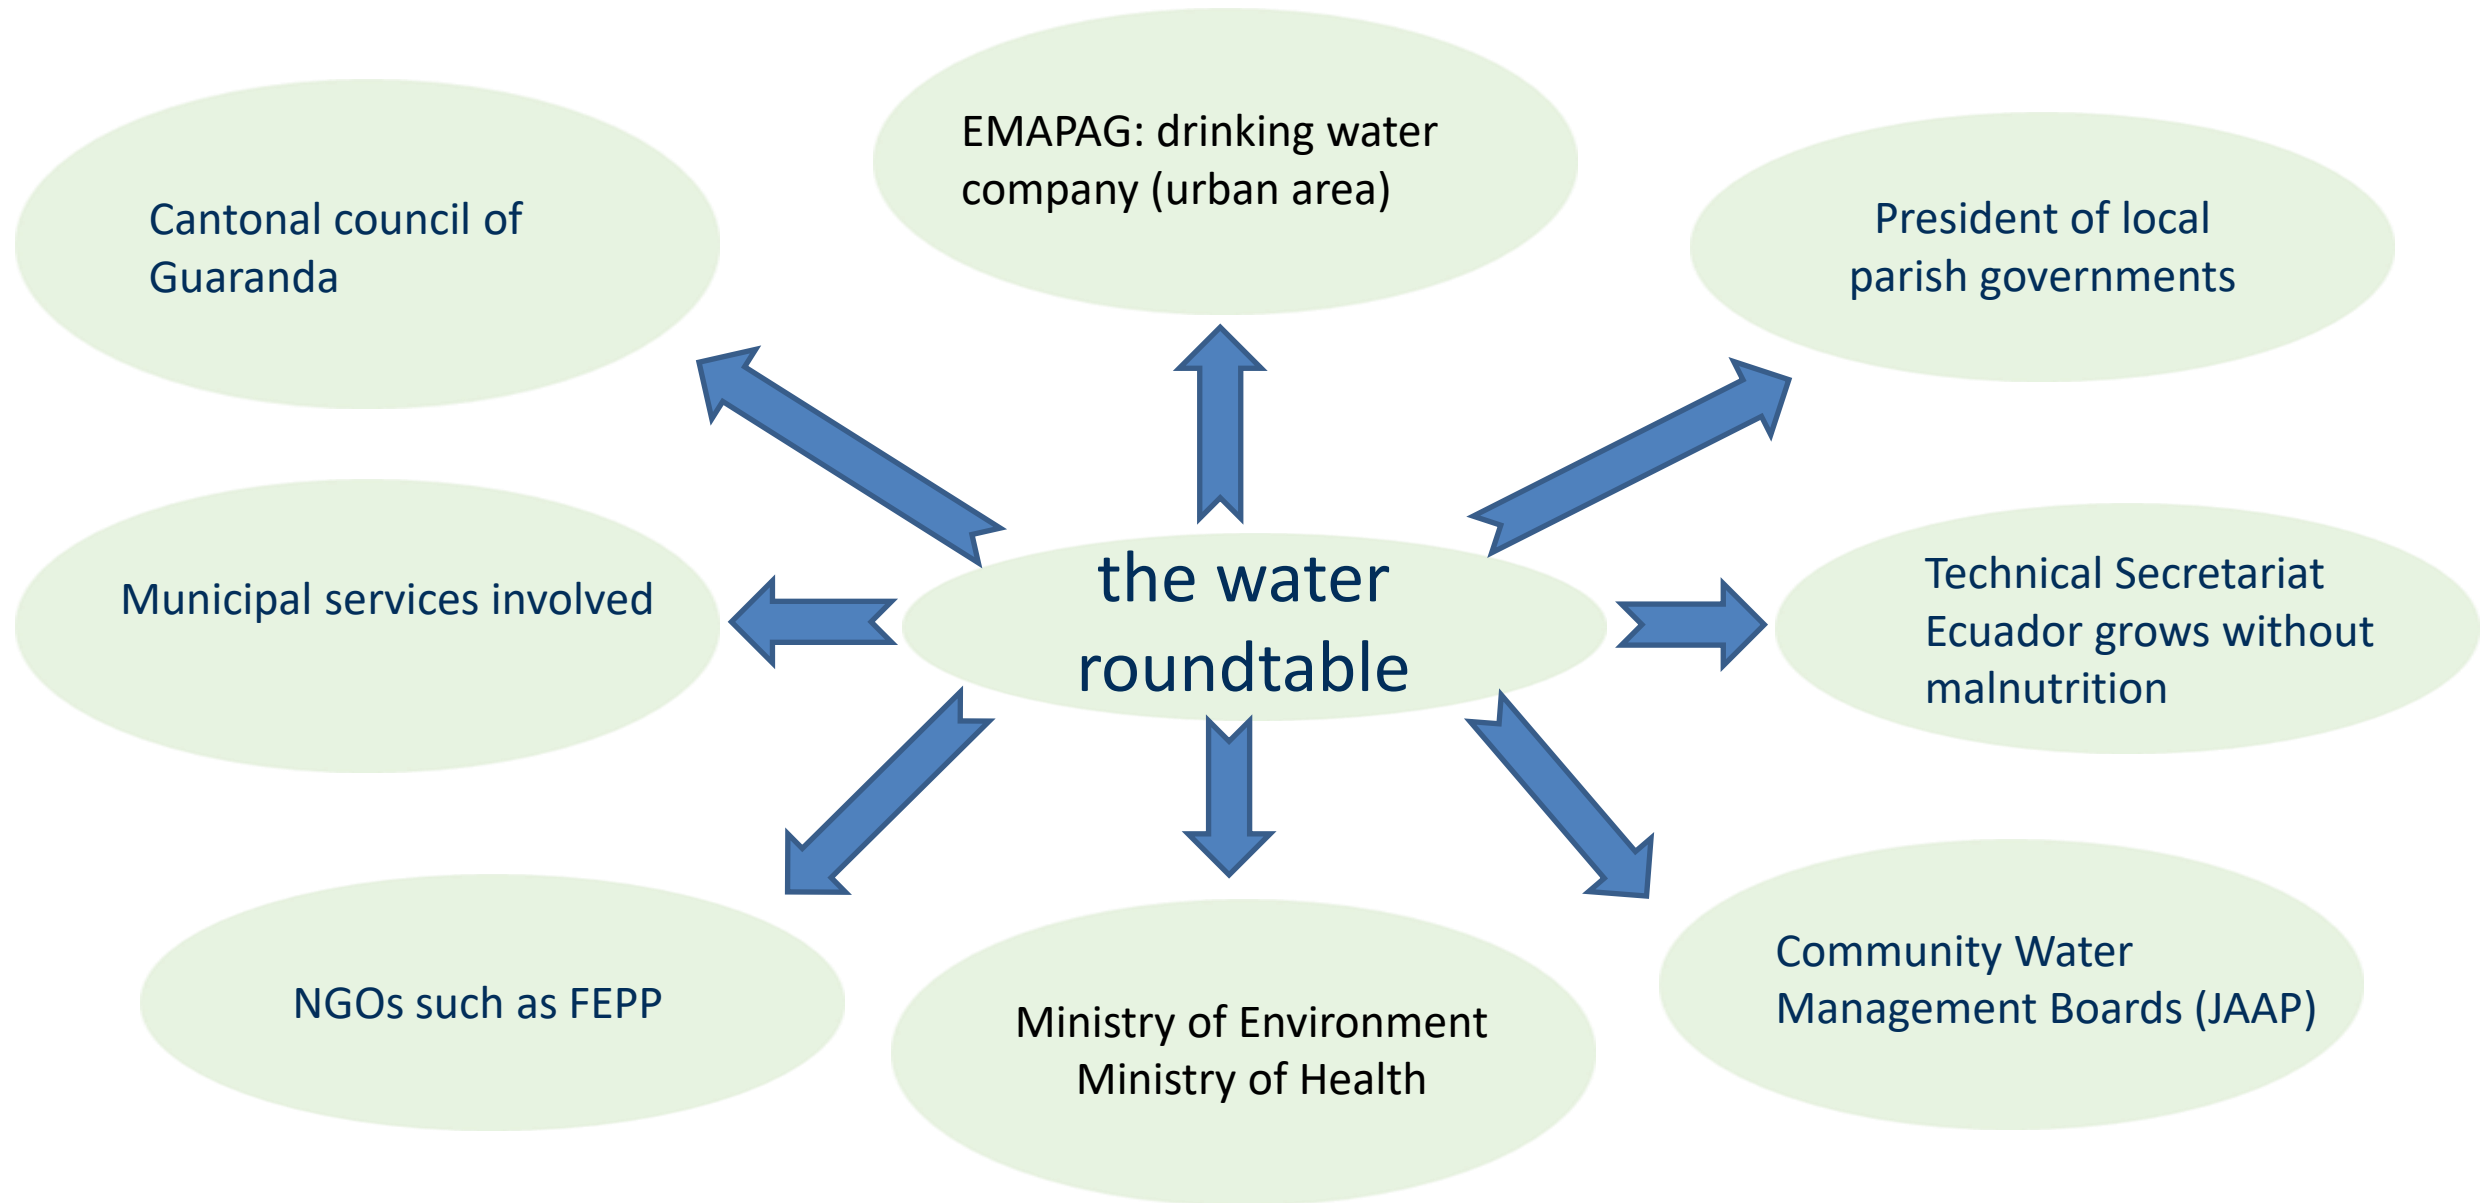 EMAPAG: drinking water
company (urban area)
Cantonal council of
Guaranda
President of local
parish governments
the water
roundtable
Municipal services involved
Technical Secretariat
Ecuador grows without
malnutrition
NGOs such as FEPP
Ministry of Environment
Ministry of Health
Community Water
Management Boards (JAAP)